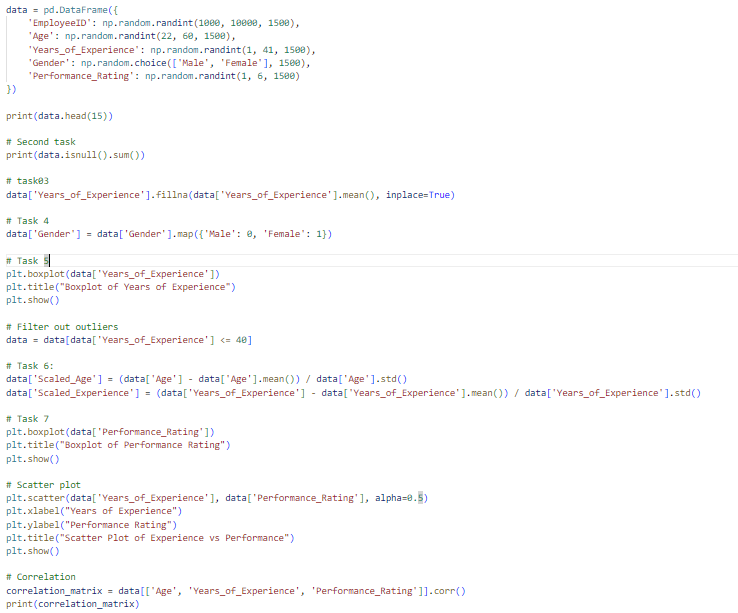 data = pd.DataFrame({
    'EmployeeID': np.random.randint(1000, 10000, 1500),
    'Age': np.random.randint(22, 60, 1500),
    'Years_of_Experience': np.random.randint(1, 41, 1500),
    'Gender': np.random.choice(['Male', 'Female'], 1500),
    'Performance_Rating': np.random.randint(1, 6, 1500)
})

print(data.head(15))

# Second task
print(data.isnull().sum())

# task03
data['Years_of_Experience'].fillna(data['Years_of_Experience'].mean(), inplace=True)

# Task 4
data['Gender'] = data['Gender'].map({'Male': 0, 'Female': 1})

# Task 5
plt.boxplot(data['Years_of_Experience'])
plt.title("Boxplot of Years of Experience")
plt.show()

# Filter out outliers
data = data[data['Years_of_Experience'] <= 40]

# Task 6:
data['Scaled_Age'] = (data['Age'] - data['Age'].mean()) / data['Age'].std()
data['Scaled_Experience'] = (data['Years_of_Experience'] - data['Years_of_Experience'].mean()) / data['Years_of_Experience'].std()

# Task 7
plt.boxplot(data['Performance_Rating'])
plt.title("Boxplot of Performance Rating")
plt.show()

# Scatter plot
plt.scatter(data['Years_of_Experience'], data['Performance_Rating'], alpha=0.5)
plt.xlabel("Years of Experience")
plt.ylabel("Performance Rating")
plt.title("Scatter Plot of Experience vs Performance")
plt.show()

# Correlation
correlation_matrix = data[['Age', 'Years_of_Experience', 'Performance_Rating']].corr()
print(correlation_matrix)